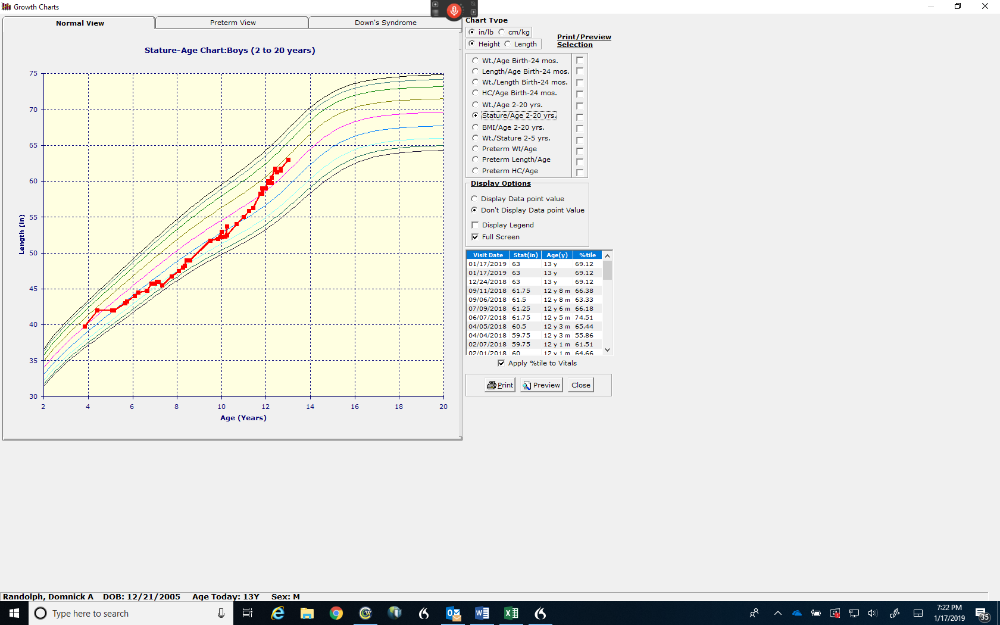 Growth Charts
Normal View
Preterm View
Down's Syndrome
Stature-Age Chart:Boys (2 to 20 years)
Length (in)
75
70
65
60
55
50
45
40
35
30
2 4 6 8 10 12 14 16 18 20
Age (Years)
Chart Type
in/lb cm/kg
Height Length
Print/Preview
Selection
Wt./Age Birth-24 mos.
Length/Age Birth-24 mos.
Wt./Length Birth-24 mos.
HC/Age Birth-24 mos.
Wt./Age 2-20 yrs.
Stature/Age 2-20 yrs.
BMI/Age 2-20 yrs.
Wt./Stature 2-5 yrs.
Preterm Wt/Age
Preterm Length/Age
Preterm HC/Age
Display Options
Display Data point value
Don't Display Data point Value
Display Legend
Full Screen
Visit Date Stat(in) Age(y) %tile
01/17/2019 63 13 y 69.12
01/17/2019 63 13 y 69.12
12/24/2018 63 13 y 69.12
09/11/2018 61.75 12 y 8 m 66.38
09/06/2018 61.5 12 y 8 m 63.33
07/09/2018 61.25 12 y 6 m 66.18
06/07/2018 61.75 12 y 5 m 74.51
04/05/2018 60.5 12 y 3 m 65.44
04/04/2018 59.75 12 y 3 m 55.86
02/07/2018 59.75 12 y 1 m 61.51
02/01/2018 60 12 y 1 m 64.66
Apply %tile to Vitals
Print Preview Close
Randolph, Domnick A DOB: 12/21/2005 Age Today: 13Y Sex: M
Type here to search
7:22 PM
1/17/2019
35